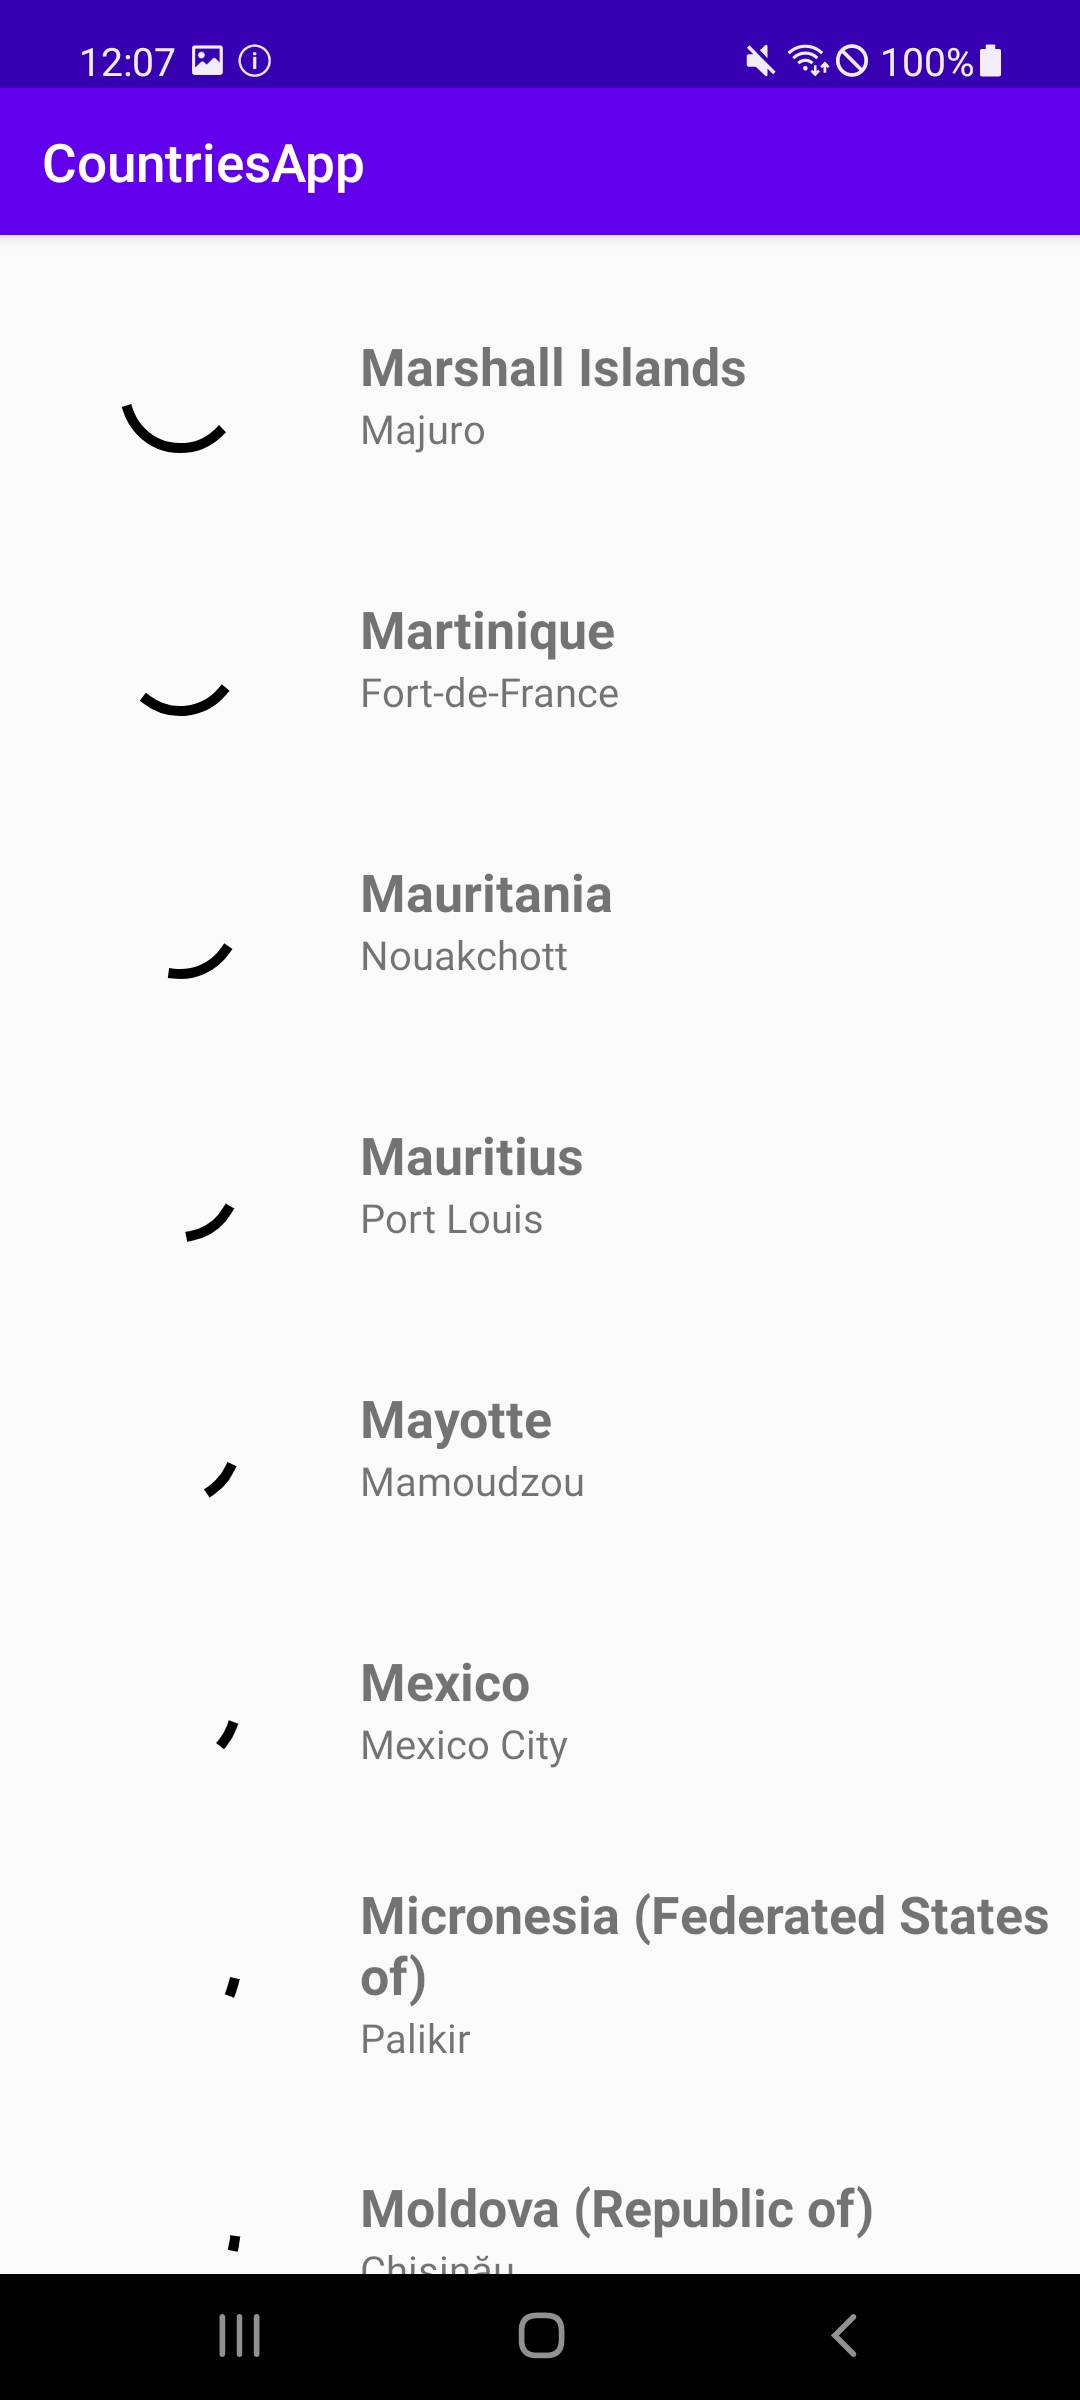 12:07 100%
CountriesApp
Marshall Islands
Majuro
Martinique
Fort-de-France
Mauritania
Nouakchott
Mauritius
Port Louis
Mayotte
Mamoudzou
Mexico
Mexico City
Micronesia (Federated States
of)
Palikir
Moldova (Republic of)
Chișinău